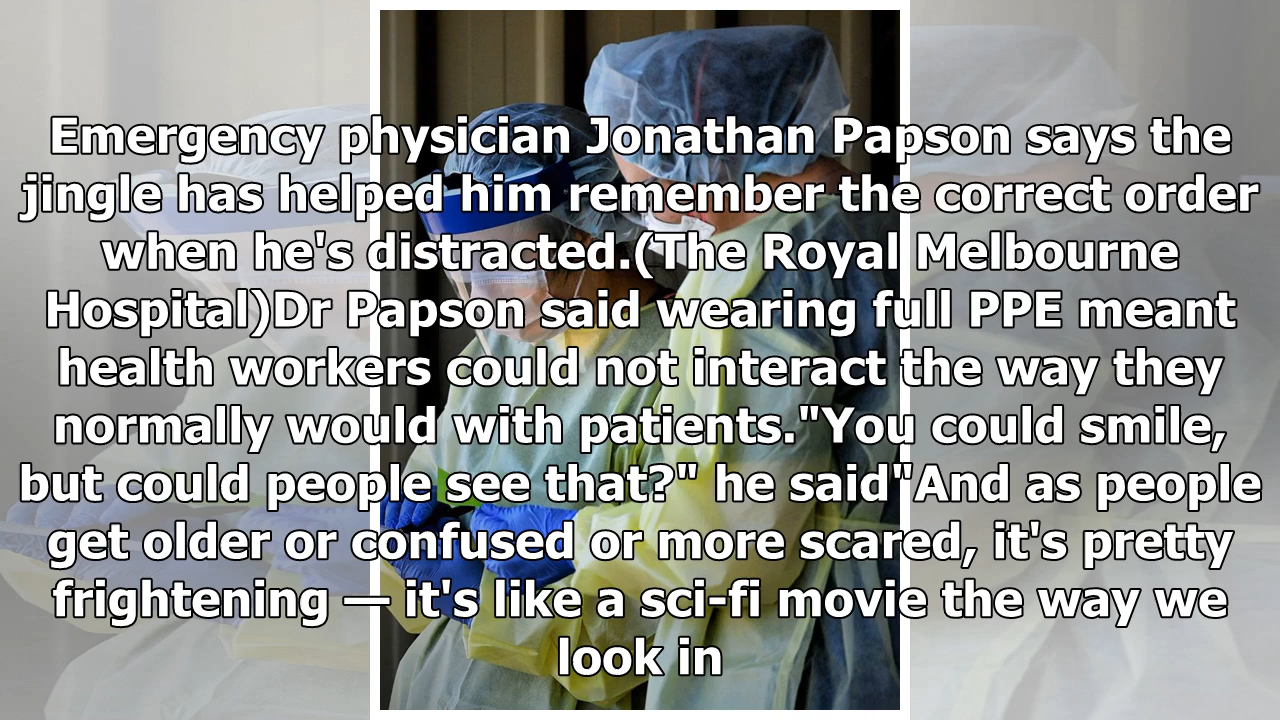 Emergency physician Jonathan Papson says the
jingle has helped him remember the correct order
when he's distracted.(The Royal Melbourne
Hospital)Dr Papson said wearing full PPE meant
health workers could not interact the way they
normally would with patients."You could smile,
but could people see that?" he said"And as people
get older or confused or more scared, it's pretty
frightening — it's like a sci-fi movie the way we
look in